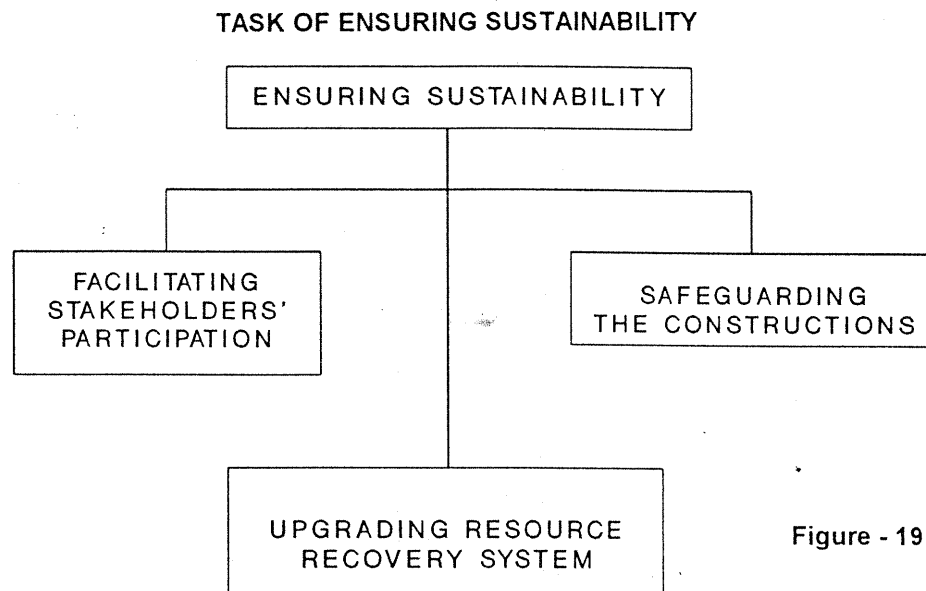 TASK OF ENSURING SUSTAINABILITY
ENSURING SUSTAINABILITY
FACILITATING
STAKEHOLDERS'
PARTICIPATION
SAFEGUARDING
THE CONSTRUCTIONS
UPGRADING RESOURCE
RECOVERY SYSTEM
Figure - 19